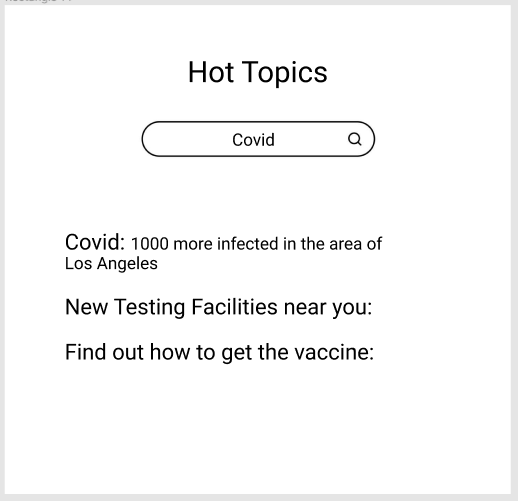 Hot Topics
Covid
Covid: 1000 more infected in the area of
Los Angeles
New Testing Facilities near you:
Find out how to get the vaccine: